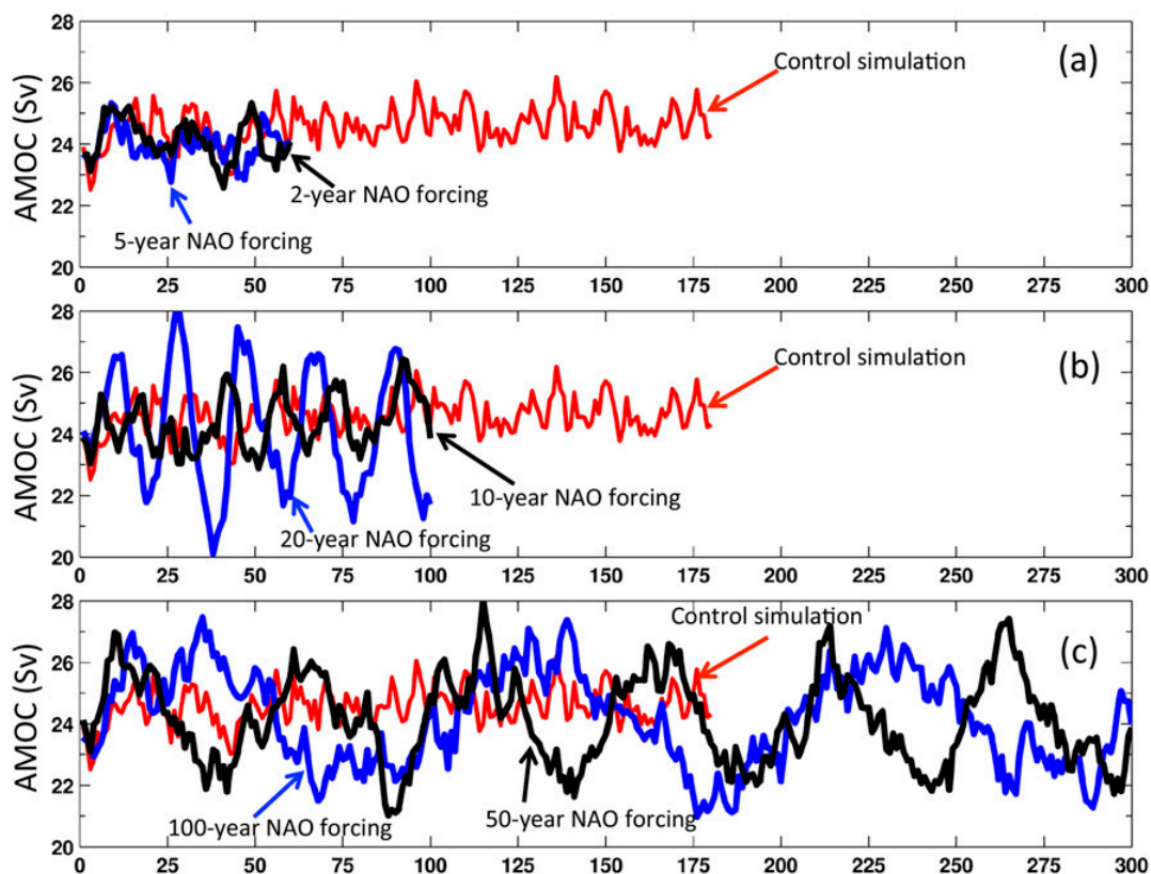 28
26
24
22
20
AMOC (Sv)
Control simulation
(a)
2-year NAO forcing
5-year NAO forcing
0 25 50 75 100 125 150 175 200 225 250 275 300
28
26
24
22
20
AMOC (Sv)
Control simulation
(b)
10-year NAO forcing
20-year NAO forcing
0 25 50 75 100 125 150 175 200 225 250 275 300
28
26
24
22
20
AMOC (Sv)
Control simulation
(c)
50-year NAO forcing
100-year NAO forcing
0 25 50 75 100 125 150 175 200 225 250 275 300